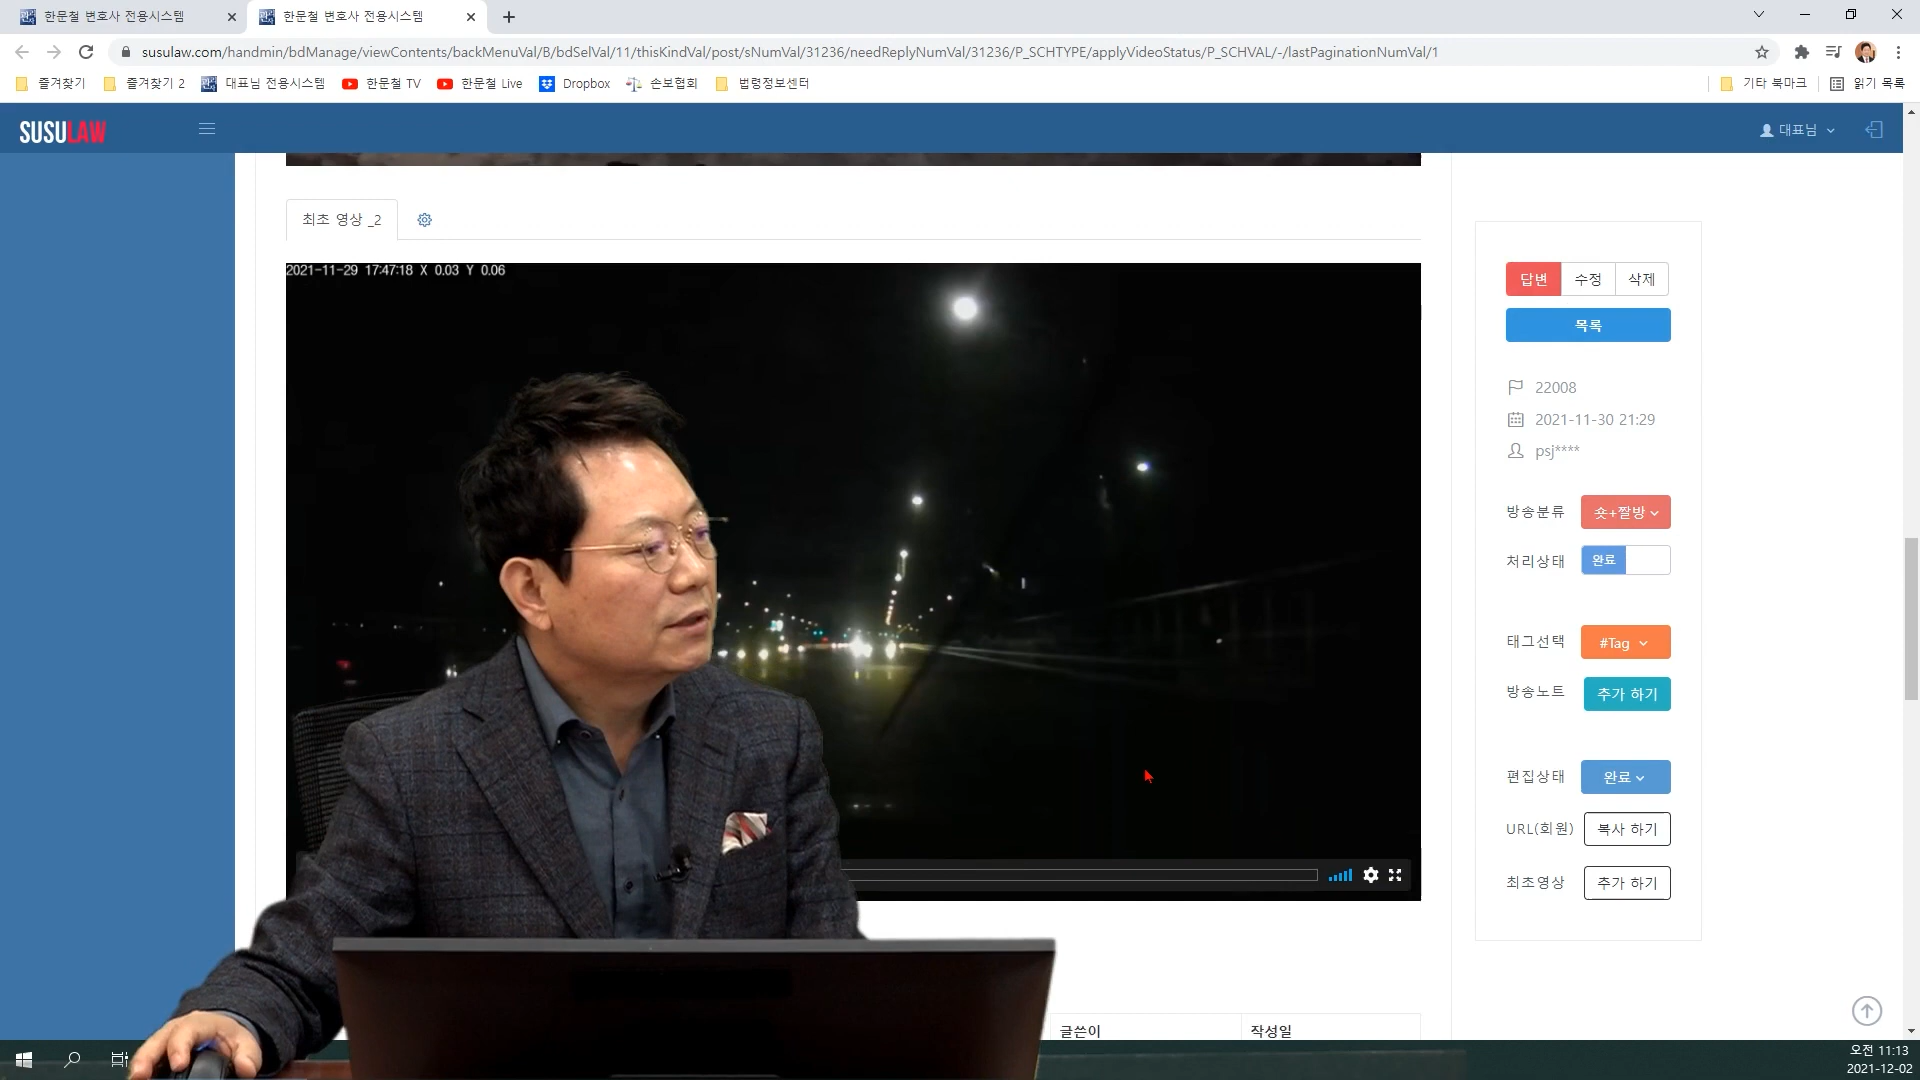 한문철 변호사 전용시스템
한문철 변호사 전용시스템
susulaw.com/handmin/bdManage/viewContents/backMenuVal/B/bdSelVal/11/thisKindVal/post/sNumVal/31236/needReplyNumVal/31236/P_SCHTYPE/applyVideoStatus/P_SCHVAL/-/lastPaginationNumVal/1
즐겨찾기 즐겨찾기 2 대표님 전용시스템 한문철 TV 한문철 Live Dropbox 손보협회 법령정보센터 기타 북마크 읽기 목록
SUSULAW 대표님
최초 영상 _2
2021-11-29 17:47:18 X 0.03 Y 0.06
답변 수정 삭제
목록
22008
2021-11-30 21:29
psj****
방송분류 숏+짤방
처리상태 완료
태그선택 #Tag
방송노트 추가 하기
편집상태 완료
URL(회원) 복사 하기
최초영상 추가 하기
글쓴이 작성일
오전 11:13
2021-12-02